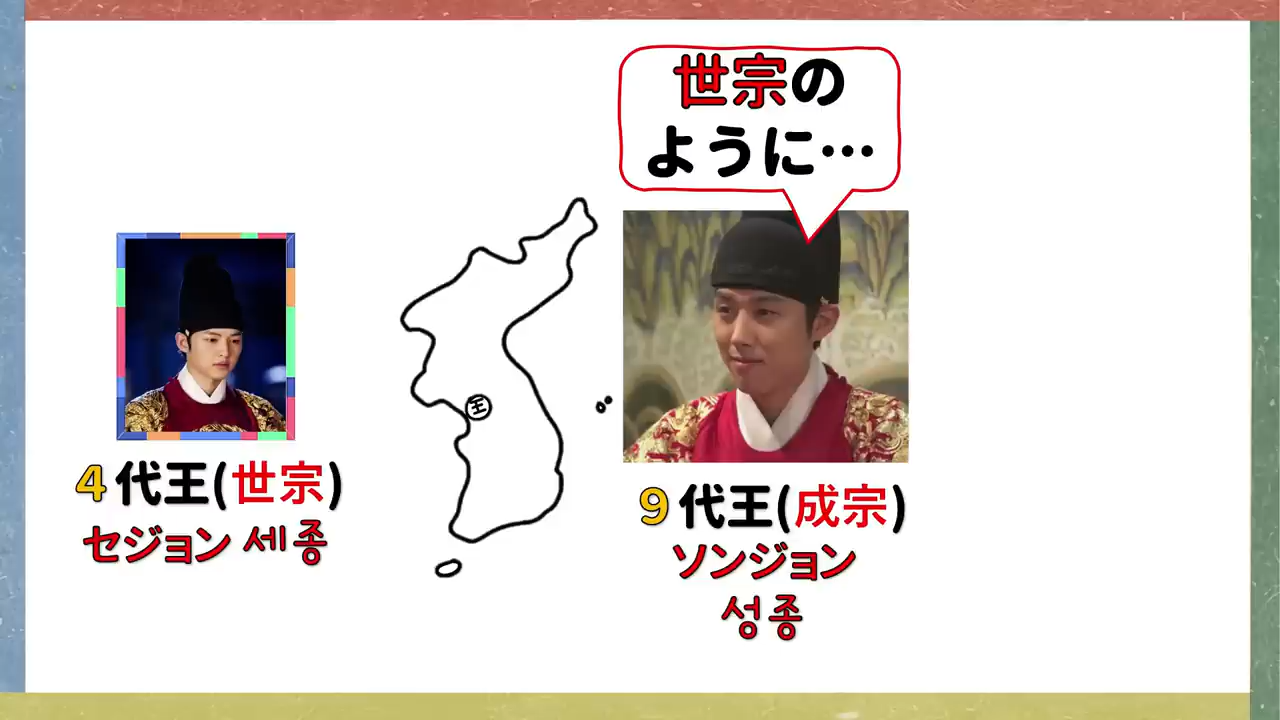 世宗の
ように…
王
4代王(世宗)
セジョン 세종
9代王(成宗)
ソンジョン
성종